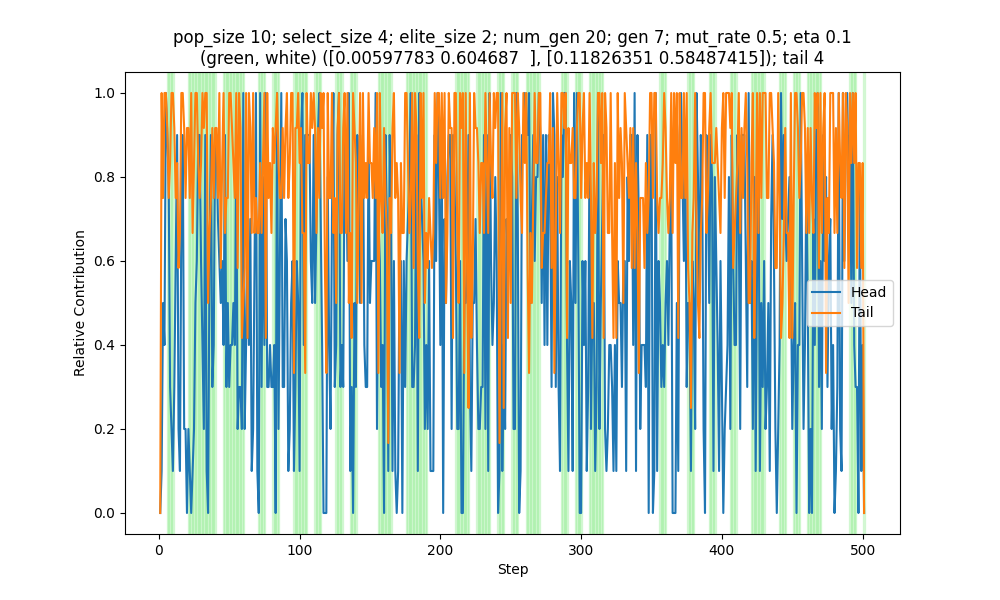 pop_size 10; select_size 4; elite_size 2; num_gen 20; gen 7; mut_rate 0.5; eta 0.1
(green, white) ([0.00597783 0.604687  ], [0.11826351 0.58487415]); tail 4
1.0
0.8
0.6
0.4
0.2
0.0
Relative Contribution
Head
Tail
0 100 200 300 400 500
Step